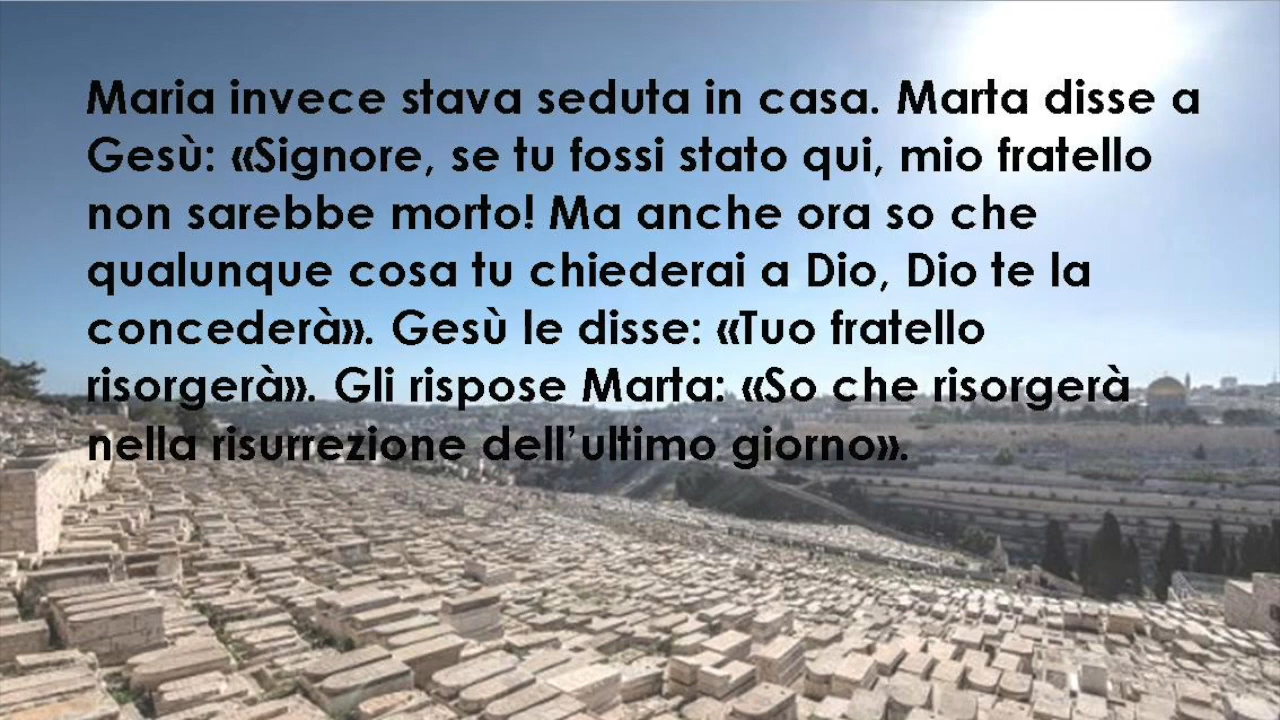 Maria invece stava seduta in casa. Marta disse a
Gesù: «Signore, se tu fossi stato qui, mio fratello
non sarebbe morto! Ma anche ora so che
qualunque cosa tu chiederai a Dio, Dio te la
concederà». Gesù le disse: «Tuo fratello
risorgerà». Gli rispose Marta: «So che risorgerà
nella risurrezione dell’ultimo giorno».